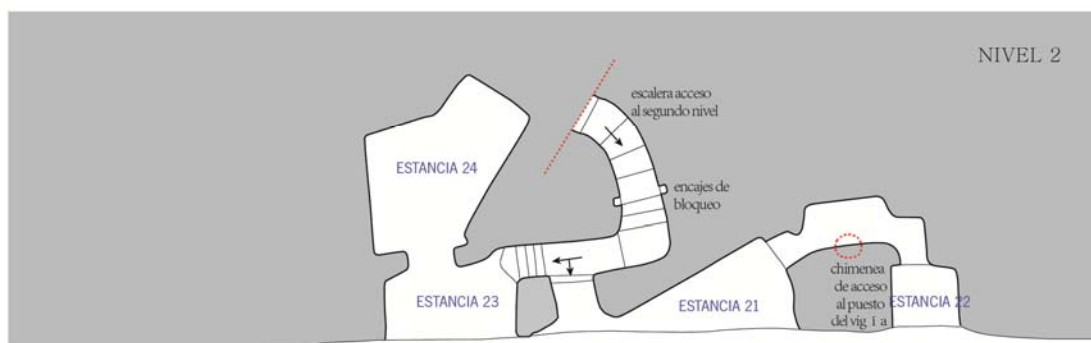 NIVEL 2
escalera acceso
al segundo nivel
ESTANCIA 24
encajes de
bloqueo
chimenea
de acceso
al puesto
del vig í a
ESTANCIA 23
ESTANCIA 21
ESTANCIA 22